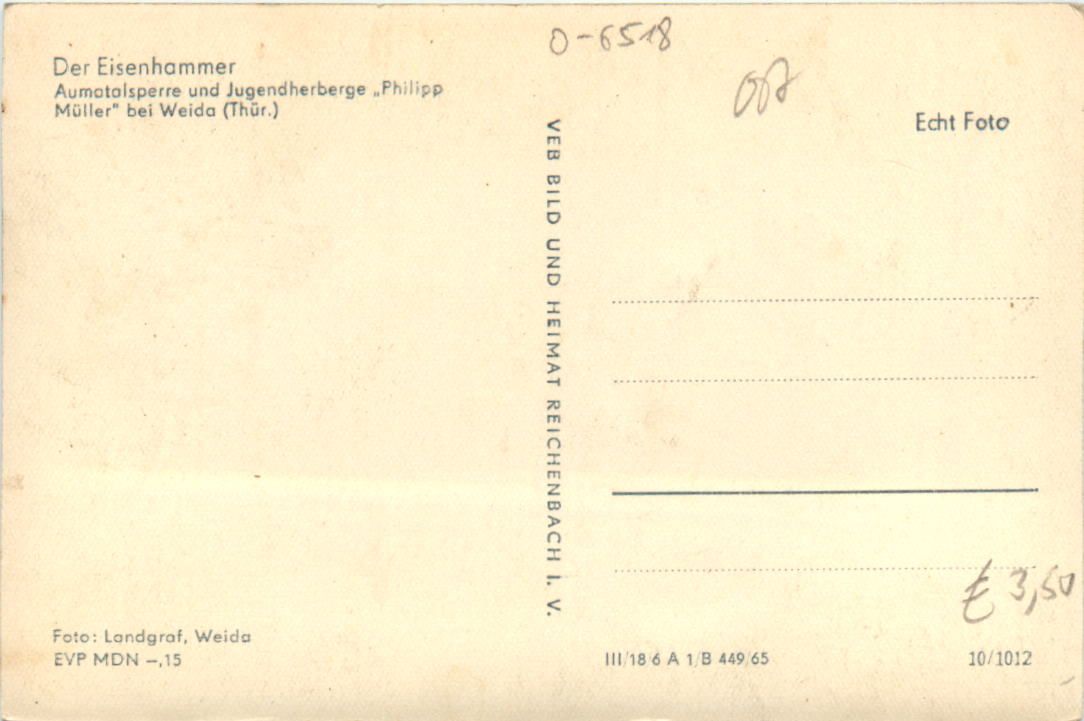 Der Eisenhammer
Aumatalsperre und Jugendherberge „Philipp
Müller" bei Weida (Thür.)
O-6518
Echt Foto
VEB BILD UND HEIMAT REICHENBACH i. V.
€ 3,50
Foto: Landgraf, Weida
EVP MDN –,15
III/18/6 A 1/B 449/65
10/1012